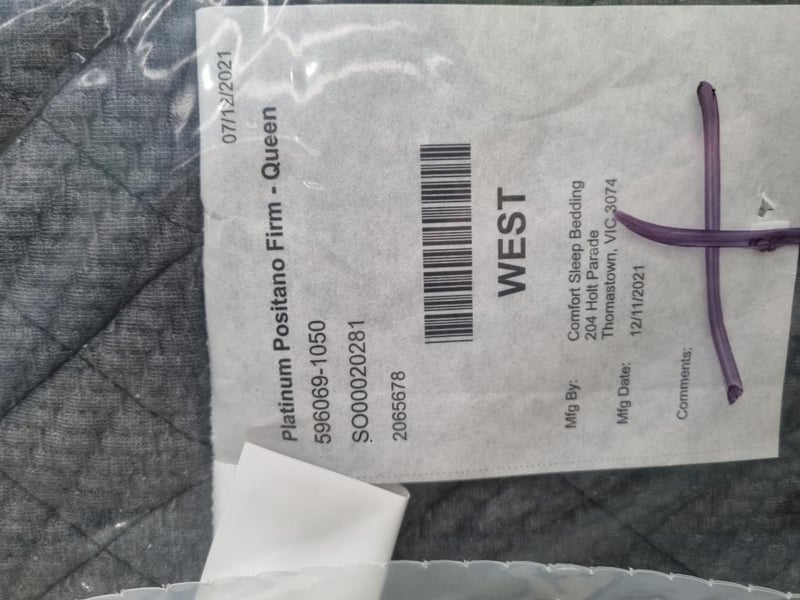 07/12/2021
Platinum Positano Firm - Queen
596069-1050
SO00020281
2065678
WEST
Mfg By: Comfort Sleep Bedding
204 Holt Parade
Thomastown, VIC 3074
Mfg Date: 12/11/2021
Comments: